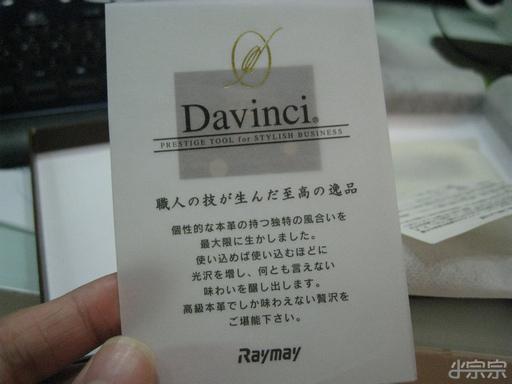 Davinci®
PRESTIGE TOOL for STYLISH BUSINESS
職人の技が生んだ至高の逸品
個性的な本革の持つ独特の風合いを
最大限に生かしました。
使い込めば使い込むほどに
光沢を増し、何とも言えない
味わいを醸し出します。
高級本革でしか味わえない贅沢を
ご堪能下さい。
Raymay
小宗宗